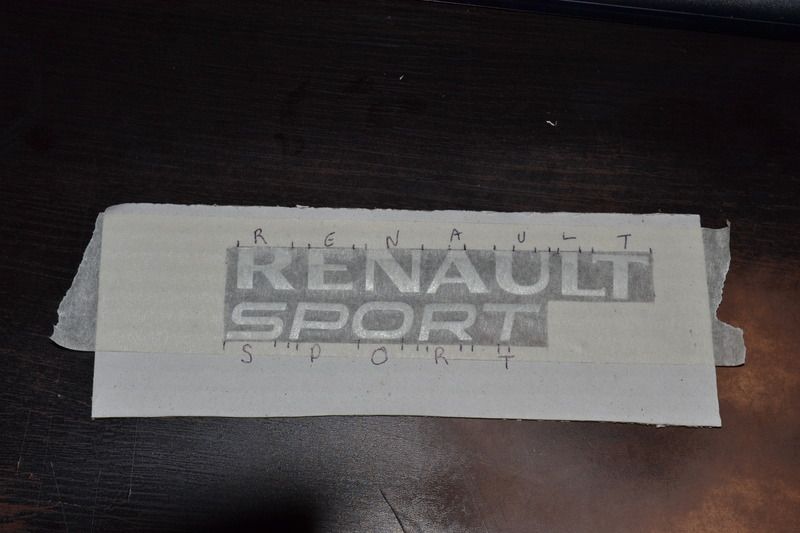 R E N A U L T
RENAULT
SPORT
S P O R T